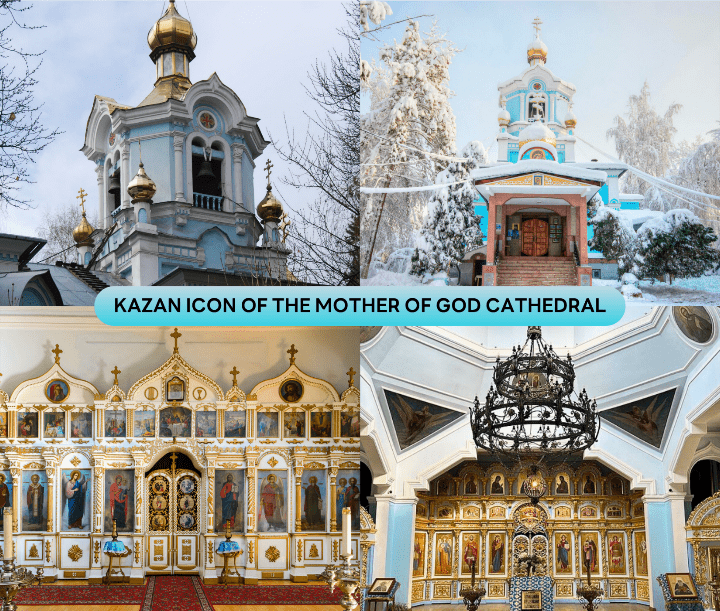 KAZAN ICON OF THE MOTHER OF GOD CATHEDRAL